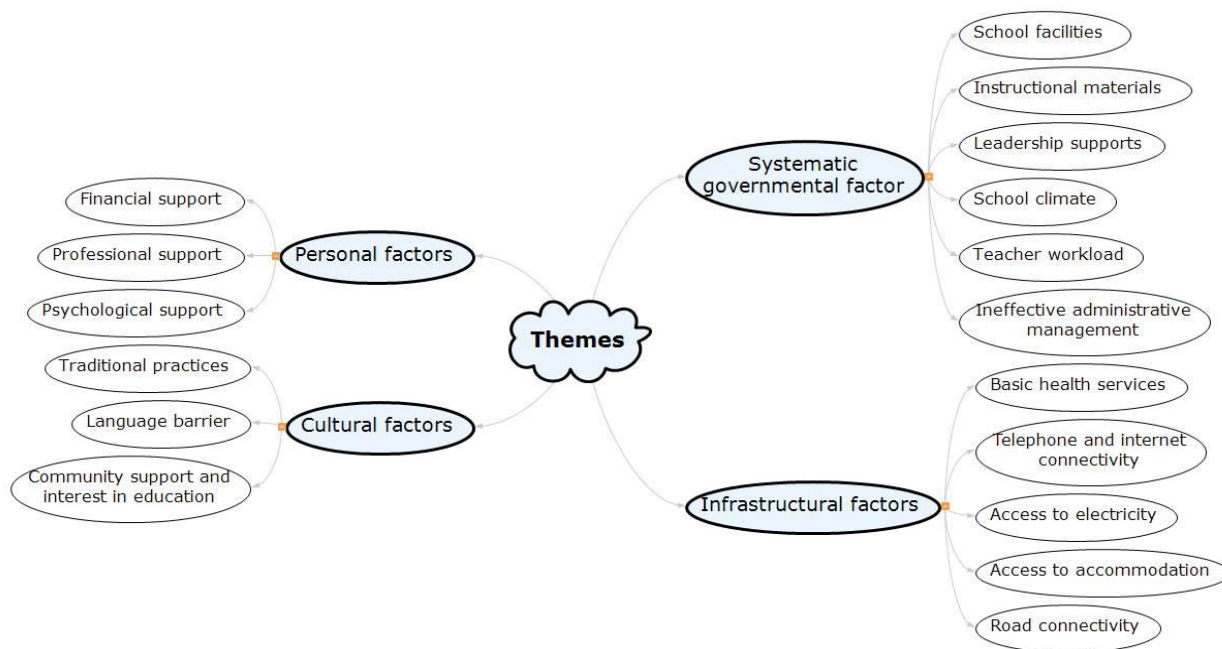 Themes
Personal factors
Financial support
Professional support
Psychological support
Cultural factors
Traditional practices
Language barrier
Community support and
interest in education
Systematic
governmental factor
School facilities
Instructional materials
Leadership supports
School climate
Teacher workload
Ineffective administrative
management
Infrastructural factors
Basic health services
Telephone and internet
connectivity
Access to electricity
Access to accommodation
Road connectivity